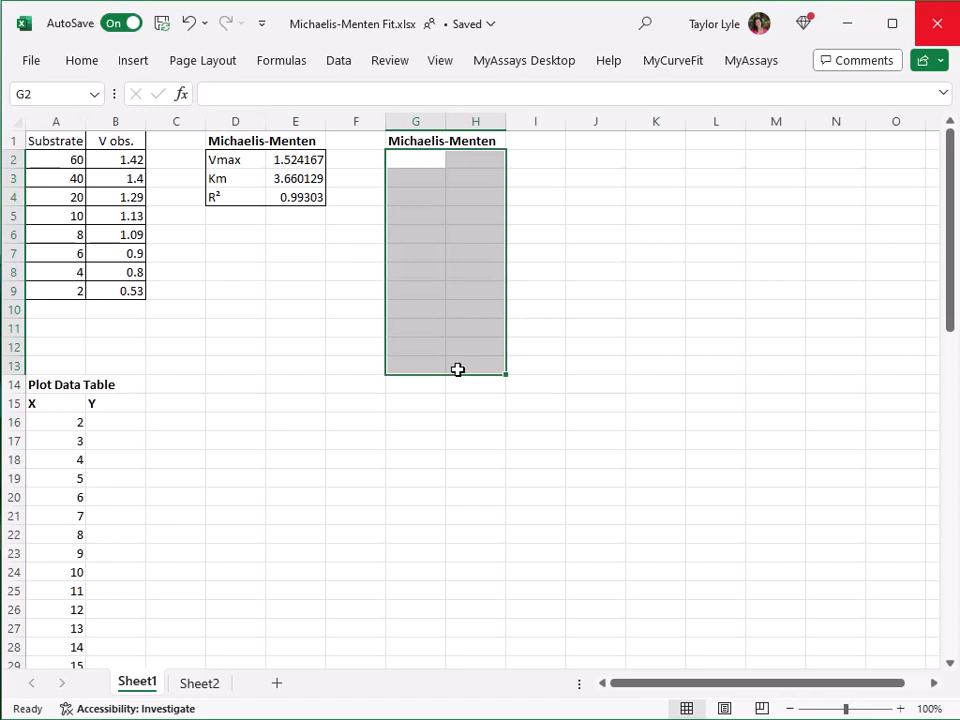 AutoSave On Michaelis-Menten Fit.xlsx Saved Taylor Lyle
File Home Insert Page Layout Formulas Data Review View MyAssays Desktop Help MyCurveFit MyAssays Comments
G2 fx
A B C D E F G H I J K L M N O
1 Substrate V obs. Michaelis-Menten Michaelis-Menten
2 60 1.42 Vmax 1.524167
3 40 1.4 Km 3.660129
4 20 1.29 R² 0.99303
5 10 1.13
6 8 1.09
7 6 0.9
8 4 0.8
9 2 0.53
10
11
12
13
14 Plot Data Table
15 X Y
16 2
17 3
18 4
19 5
20 6
21 7
22 8
23 9
24 10
25 11
26 12
27 13
28 14
29 15
Sheet1 Sheet2
Ready Accessibility: Investigate 100%